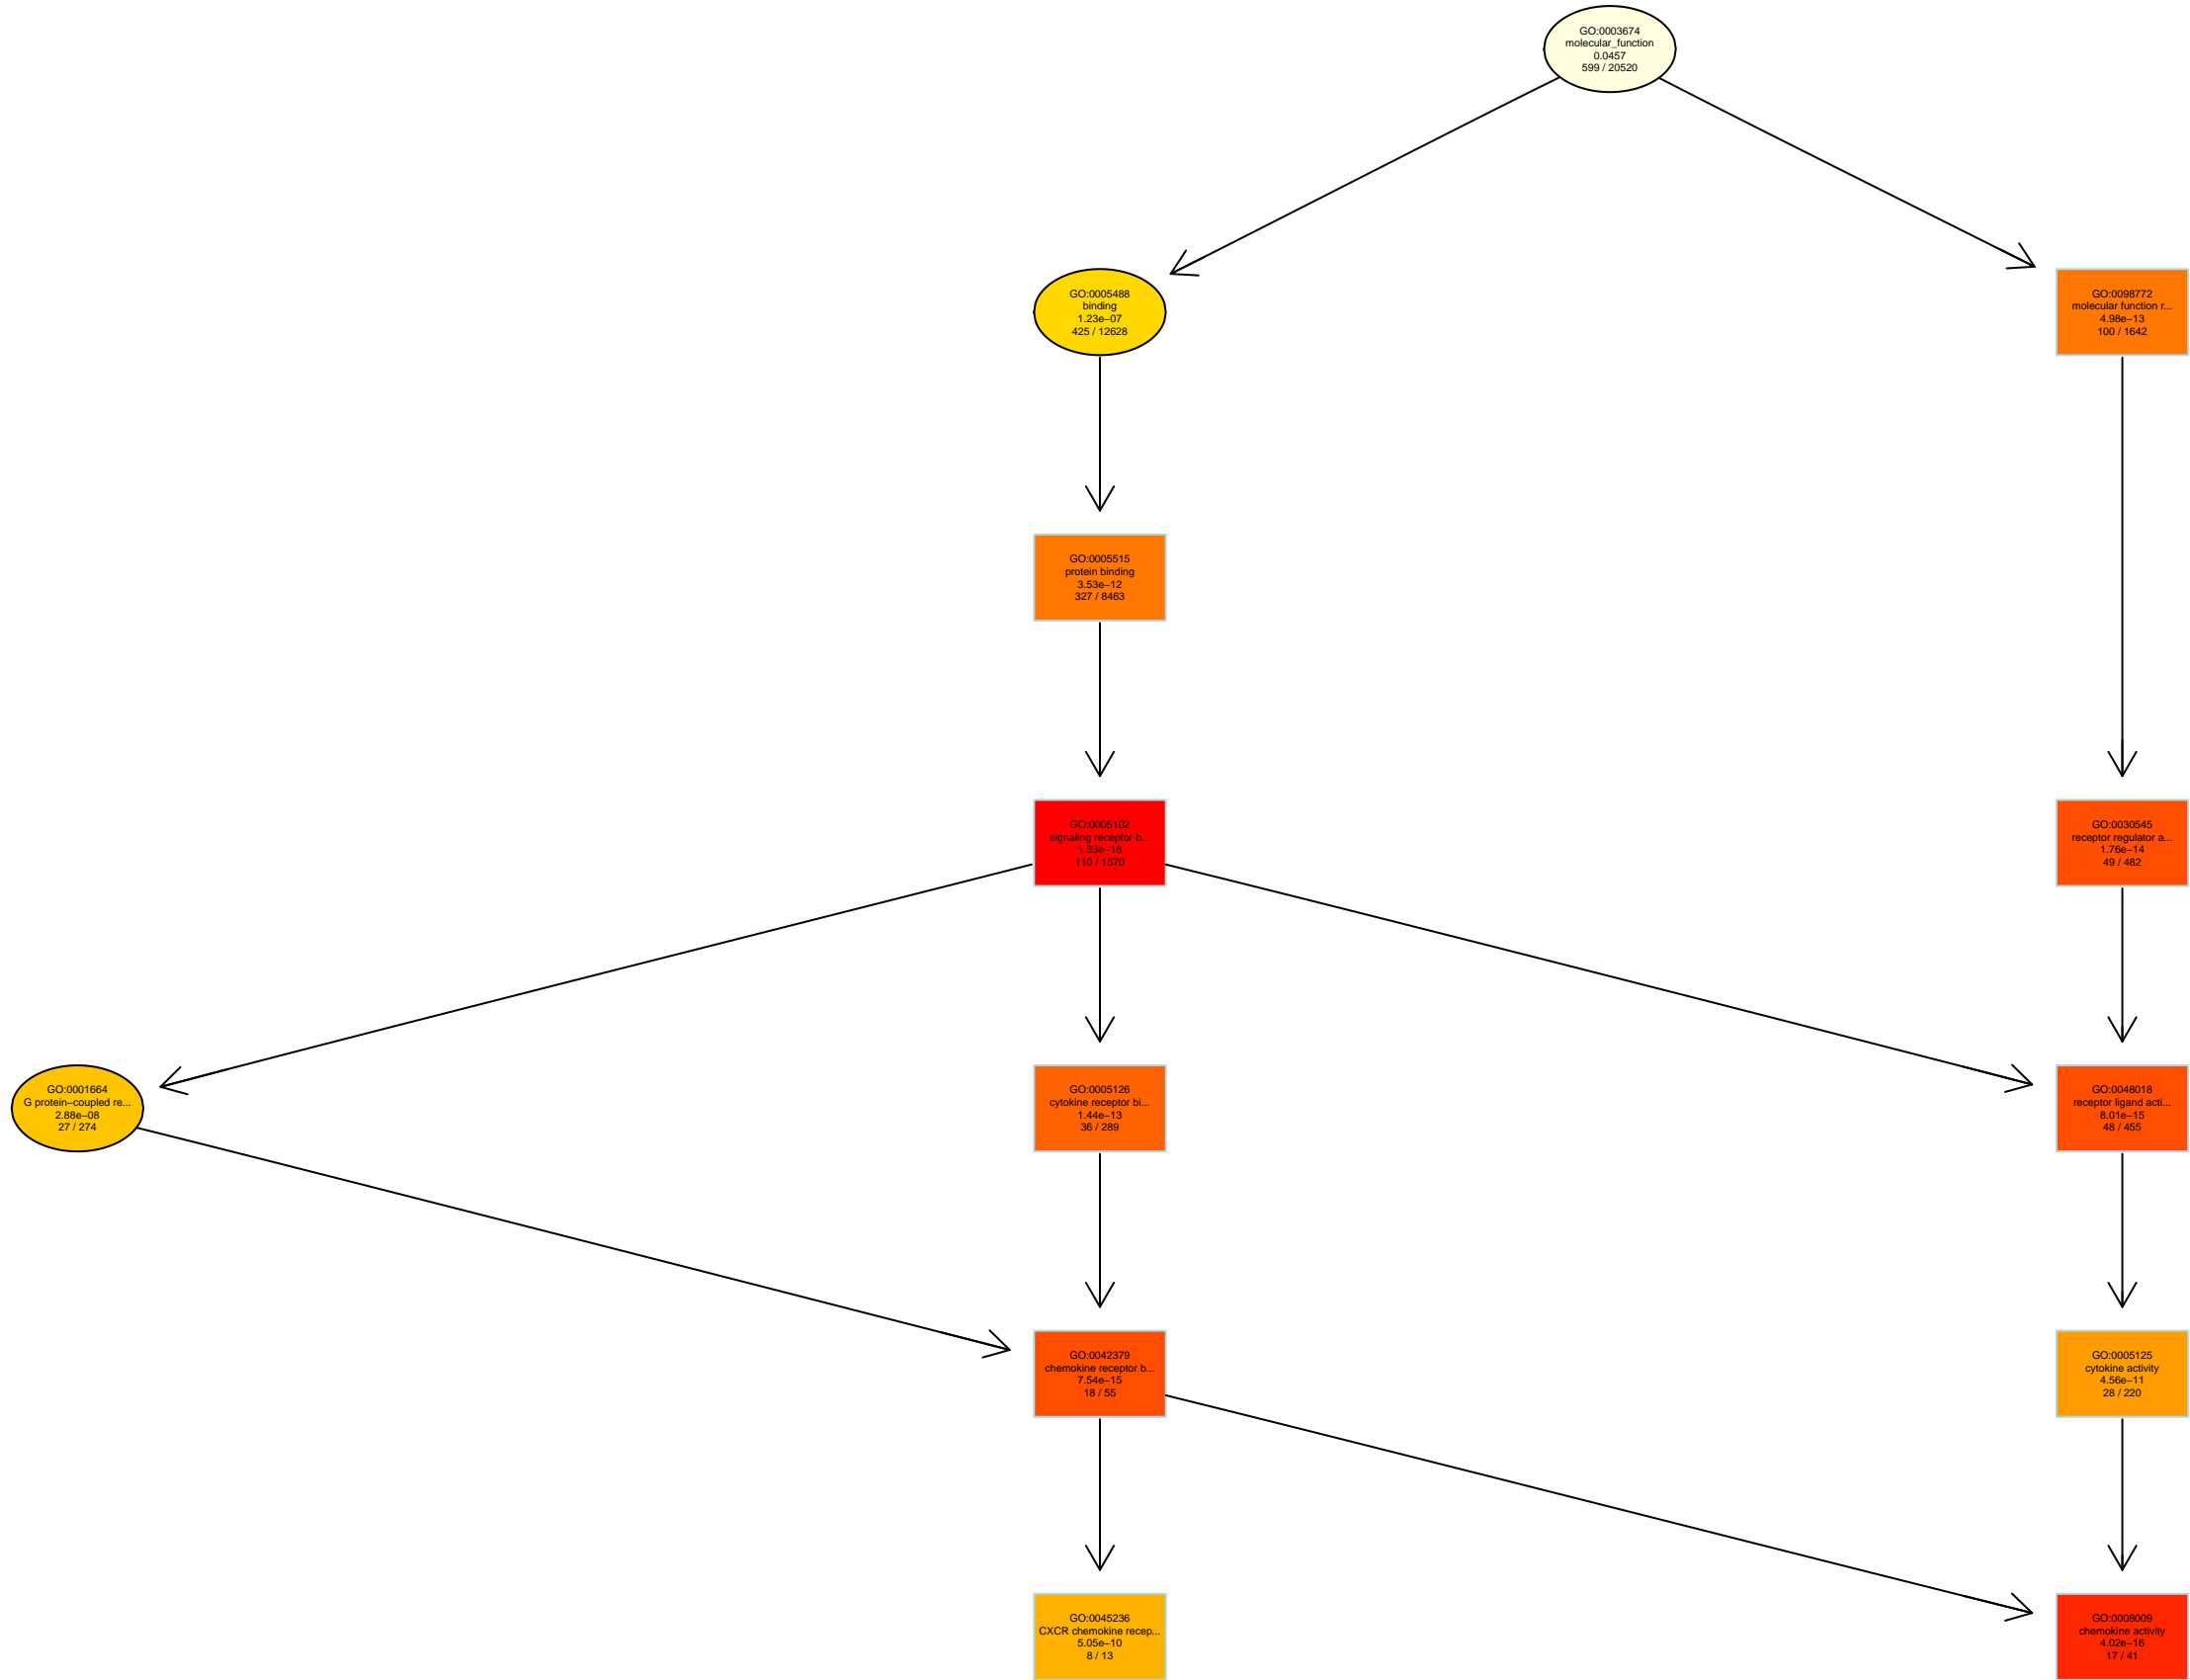 GO:0003674
molecular_function
0.0457
599 / 20520
GO:0005488
binding
1.23e−07
425 / 12628
GO:0098772
molecular function r...
4.98e−13
100 / 1642
GO:0005515
protein binding
3.53e−12
327 / 8463
GO:0005102
signaling receptor b...
1.33e−18
110 / 1570
GO:0030545
receptor regulator a...
1.76e−14
49 / 482
GO:0001664
G protein−coupled re...
2.88e−08
27 / 274
GO:0005126
cytokine receptor bi...
1.44e−13
36 / 289
GO:0048018
receptor ligand acti...
8.01e−15
48 / 455
GO:0042379
chemokine receptor b...
7.54e−15
18 / 55
GO:0005125
cytokine activity
4.56e−11
28 / 220
GO:0045236
CXCR chemokine recep...
5.05e−10
8 / 13
GO:0008009
chemokine activity
4.02e−16
17 / 41